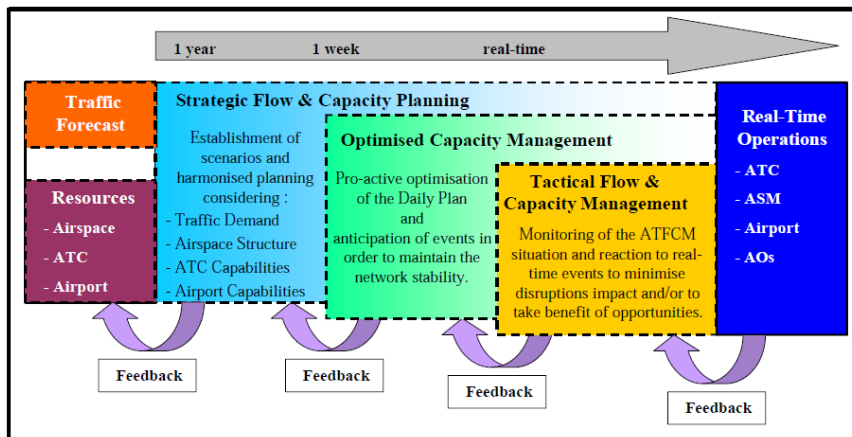 1 year
1 week
real-time
Traffic
Forecast
Resources
- Airspace
- ATC
- Airport
Strategic Flow & Capacity Planning
Establishment of
scenarios and
harmonised planning
considering :
- Traffic Demand
- Airspace Structure
- ATC Capabilities
- Airport Capabilities
Optimised Capacity Management
Pro-active optimisation
of the Daily Plan
and
anticipation of events in
order to maintain the
network stability.
Tactical Flow &
Capacity Management
Monitoring of the ATFCM
situation and reaction to real-
time events to minimise
disruptions impact and/or to
take benefit of opportunities.
Real-Time
Operations
- ATC
- ASM
- Airport
- AOs
Feedback
Feedback
Feedback
Feedback